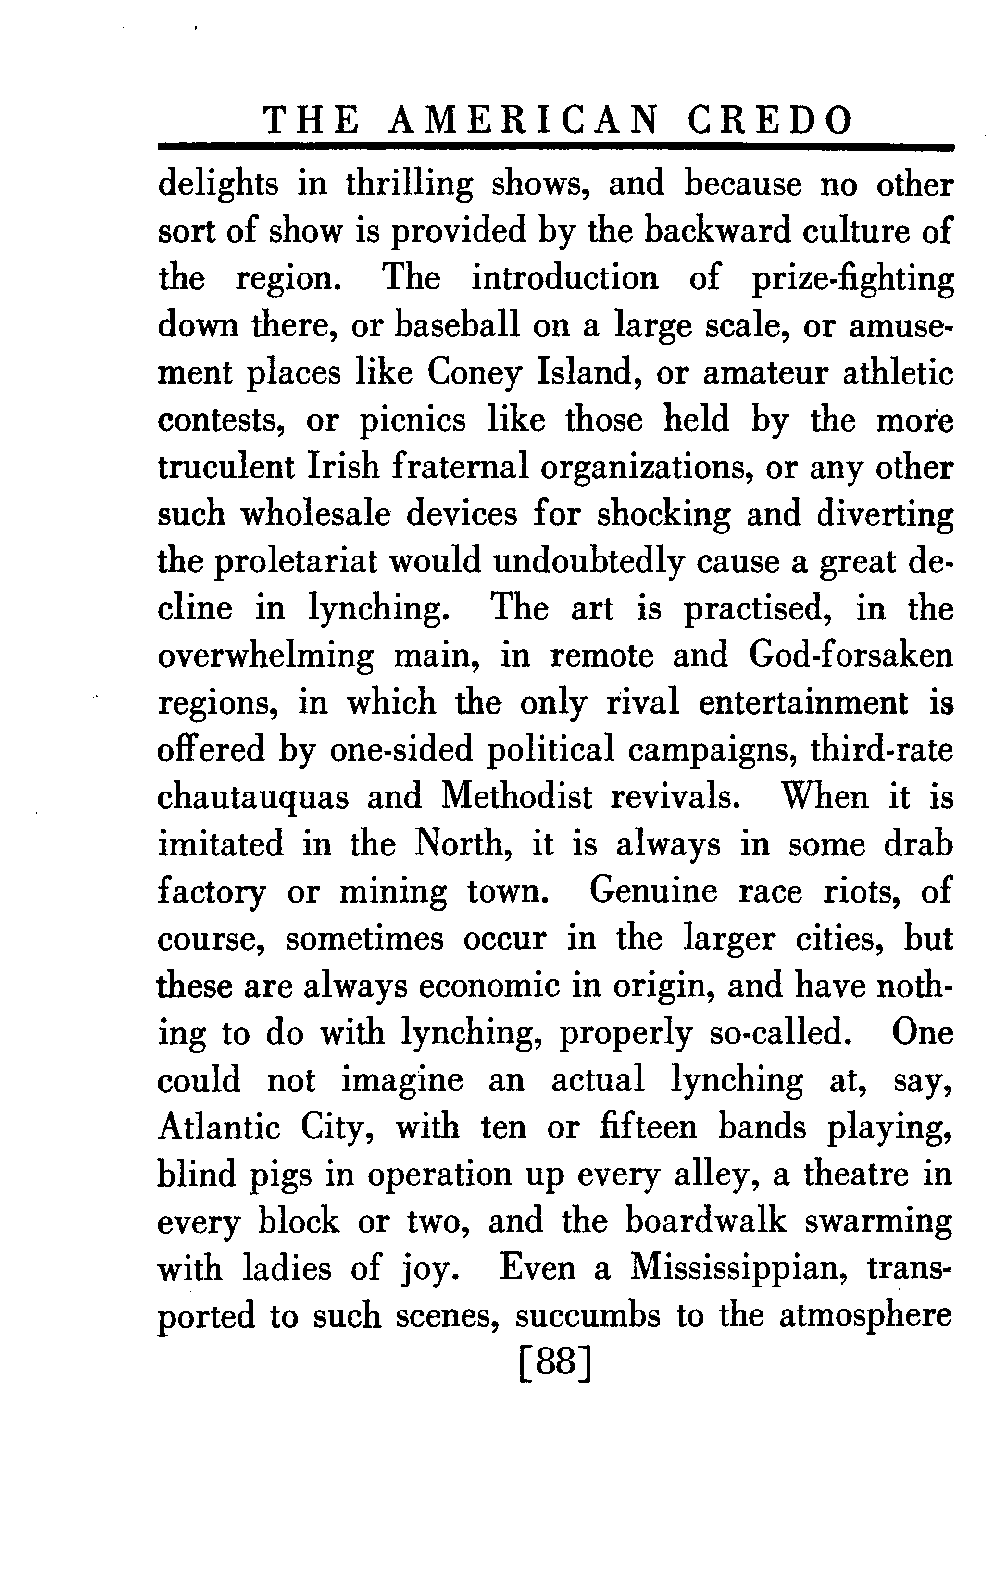 THE AMERICAN CREDO
delights in thrilling shows, and because no other
sort of show is provided by the backward culture of
the region. The introduction of prize-fighting
down there, or baseball on a large scale, or amuse-
ment places like Coney Island, or amateur athletic
contests, or picnics like those held by the more
truculent Irish fraternal organizations, or any other
such wholesale devices for shocking and diverting
the proletariat would undoubtedly cause a great de-
cline in lynching. The art is practised, in the
overwhelming main, in remote and God-forsaken
regions, in which the only rival entertainment is
offered by one-sided political campaigns, third-rate
chautauquas and Methodist revivals. When it is
imitated in the North, it is always in some drab
factory or mining town. Genuine race riots, of
course, sometimes occur in the larger cities, but
these are always economic in origin, and have noth-
ing to do with lynching, properly so-called. One
could not imagine an actual lynching at, say,
Atlantic City, with ten or fifteen bands playing,
blind pigs in operation up every alley, a theatre in
every block or two, and the boardwalk swarming
with ladies of joy. Even a Mississippian, trans-
ported to such scenes, succumbs to the atmosphere
[88]